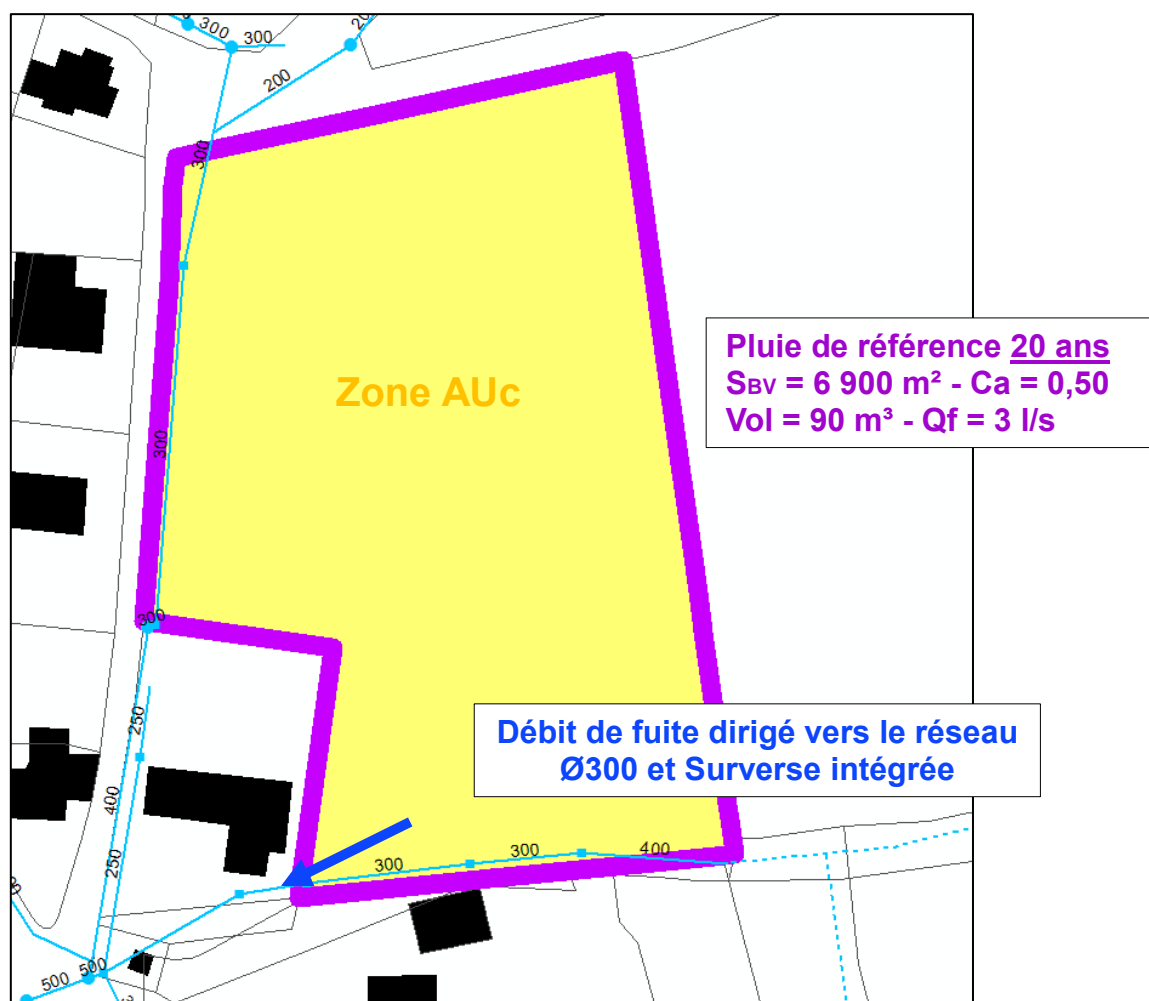 300
300
200
300
Zone AUc
Pluie de référence 20 ans
SBV = 6 900 m² - Ca = 0,50
Vol = 90 m³ - Qf = 3 l/s
300
300
250
Débit de fuite dirigé vers le réseau
Ø300 et Surverse intégrée
400
250
300
300
400
500
500